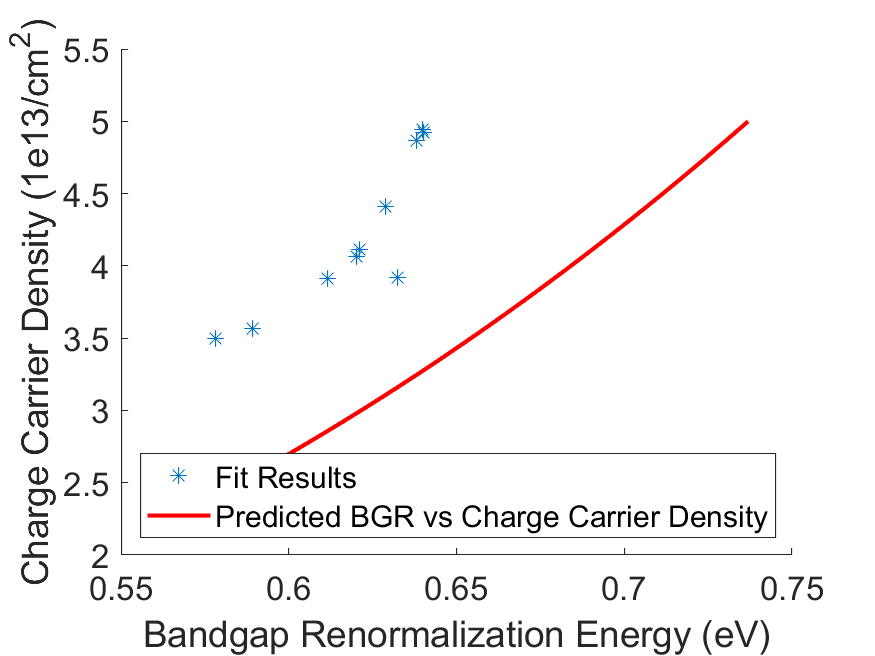 Charge Carrier Density (1e13/cm²)
5.5
5
4.5
4
3.5
3
2.5
2
Fit Results
Predicted BGR vs Charge Carrier Density
0.55 0.6 0.65 0.7 0.75
Bandgap Renormalization Energy (eV)